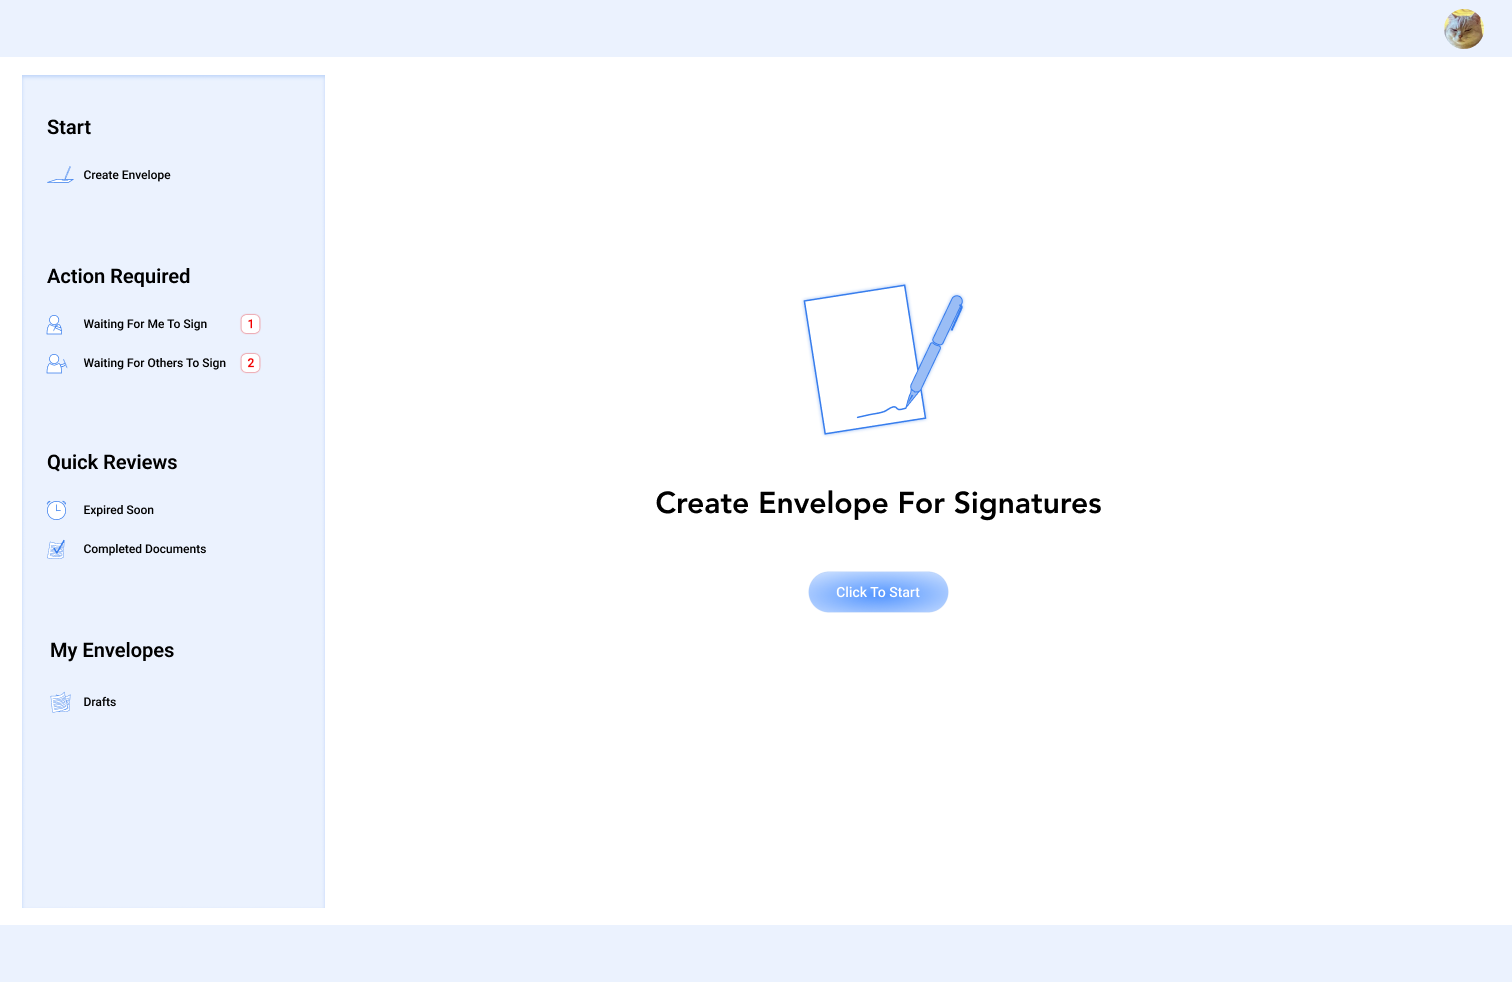 Start
Create Envelope
Action Required
Waiting For Me To Sign 1
Waiting For Others To Sign 2
Quick Reviews
Expired Soon
Completed Documents
My Envelopes
Drafts
Create Envelope For Signatures
Click To Start